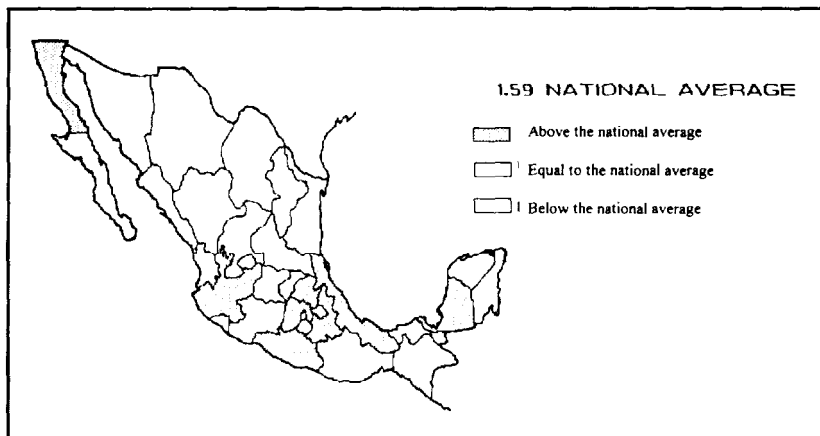 1.59 NATIONAL AVERAGE
Above the national average
Equal to the national average
Below the national average